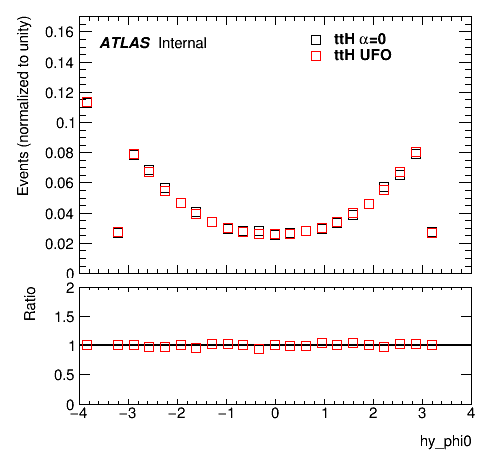 ATLAS Internal
ttH α=0
ttH UFO
Events (normalized to unity)
0.16
0.14
0.12
0.1
0.08
0.06
0.04
0.02
0
Ratio
2
1.5
1
0.5
0
−4 −3 −2 −1 0 1 2 3 4
hy_phi0